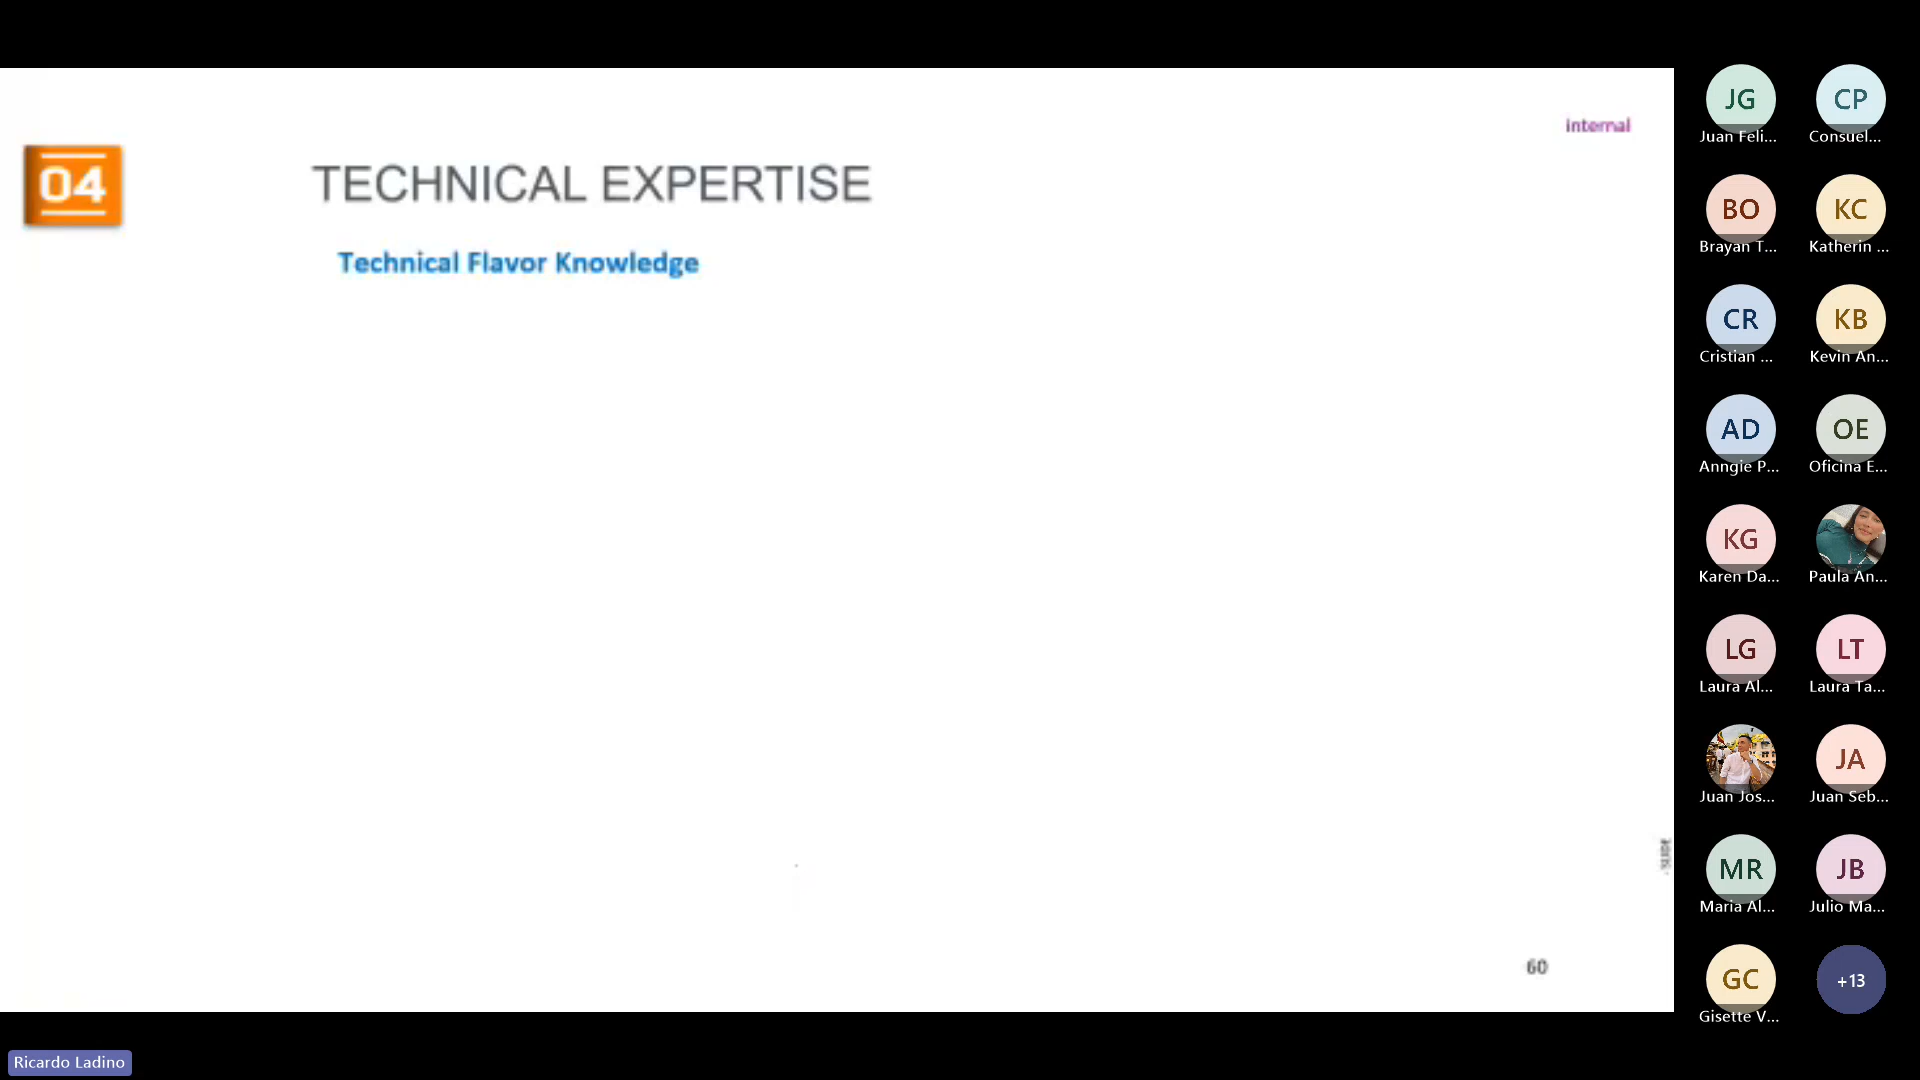 internal
04
TECHNICAL EXPERTISE
Technical Flavor Knowledge
SLIDE
60
JG
Juan Feli...
CP
Consuel...
BO
Brayan T...
KC
Katherin ...
CR
Cristian ...
KB
Kevin An...
AD
Anngie P...
OE
Oficina E...
KG
Karen Da...
Paula An...
LG
Laura Al...
LT
Laura Ta...
Juan Jos...
JA
Juan Seb...
MR
Maria Al...
JB
Julio Ma...
GC
Gisette V...
+13
Ricardo Ladino